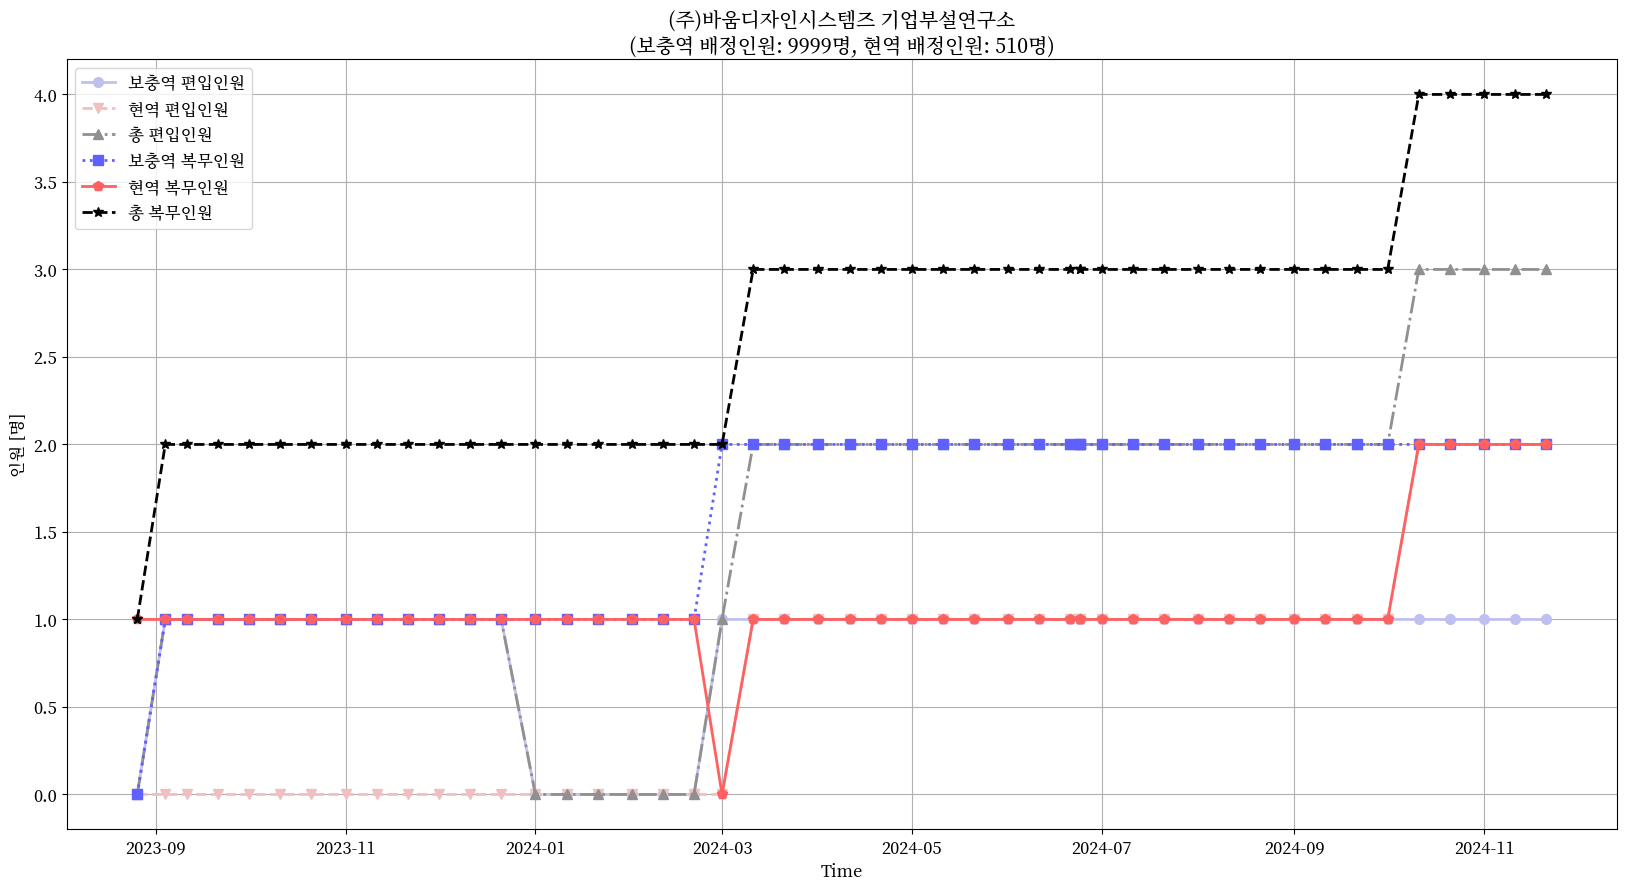 (주)바움디자인시스템즈 기업부설연구소
(보충역 배정인원: 9999명, 현역 배정인원: 510명)
보충역 편입인원
현역 편입인원
총 편입인원
보충역 복무인원
현역 복무인원
총 복무인원
4.0
3.5
3.0
2.5
2.0
1.5
1.0
0.5
0.0
인원 [명]
2023-09
2023-11
2024-01
2024-03
2024-05
2024-07
2024-09
2024-11
Time